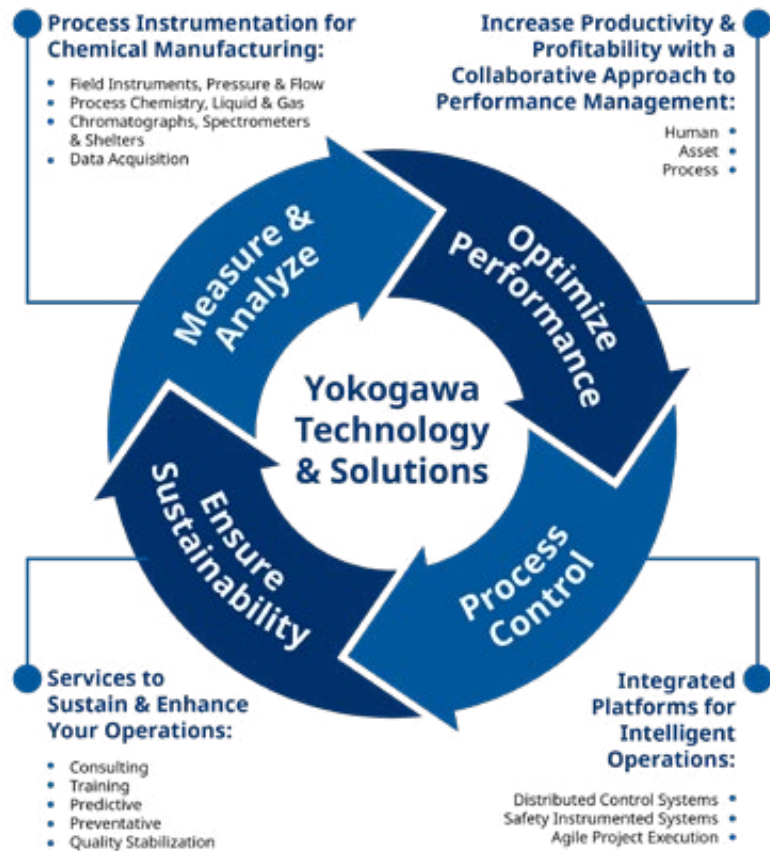 Process Instrumentation for
Chemical Manufacturing:
• Field Instruments, Pressure & Flow
• Process Chemistry, Liquid & Gas
• Chromatographs, Spectrometers
& Shelters
• Data Acquisition
Increase Productivity &
Profitability with a
Collaborative Approach to
Performance Management:
Human •
Asset •
Process •
Measure &
Analyze
Optimize
Performance
Yokogawa
Technology
& Solutions
Ensure
Sustainability
Process
Control
Services to
Sustain & Enhance
Your Operations:
• Consulting
• Training
• Predictive
• Preventative
• Quality Stabilization
Integrated
Platforms for
Intelligent
Operations:
Distributed Control Systems •
Safety Instrumented Systems •
Agile Project Execution •